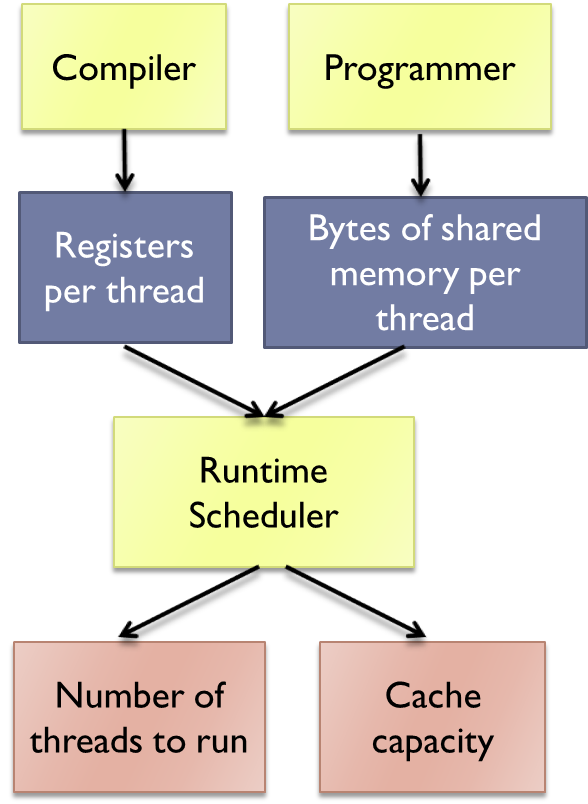 Compiler
Programmer
Registers
per thread
Bytes of shared
memory per
thread
Runtime
Scheduler
Number of
threads to run
Cache
capacity